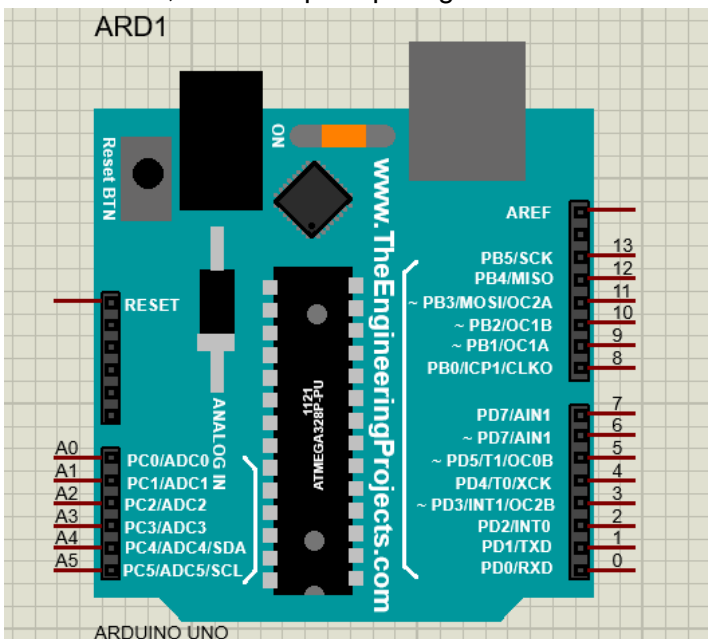 ARD1
Reset BTN
ON
www.TheEngineeringProjects.com
RESET
ANALOG IN
1121
ATMEGA328P-PU
A0 PC0/ADC0
A1 PC1/ADC1
A2 PC2/ADC2
A3 PC3/ADC3
A4 PC4/ADC4/SDA
A5 PC5/ADC5/SCL
AREF
PB5/SCK 13
PB4/MISO 12
~ PB3/MOSI/OC2A 11
~ PB2/OC1B 10
~ PB1/OC1A 9
PB0/ICP1/CLKO 8
PD7/AIN1 7
~ PD7/AIN1 6
~ PD5/T1/OC0B 5
PD4/T0/XCK 4
~ PD3/INT1/OC2B 3
PD2/INT0 2
PD1/TXD 1
PD0/RXD 0
ARDUINO UNO